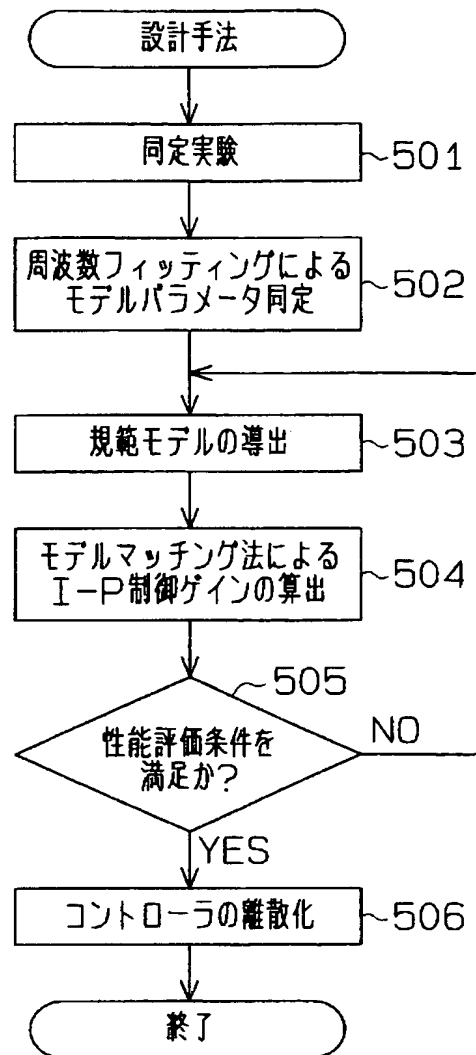 設計手法
同定実験
501
周波数フィッティングによる
モデルパラメータ同定
502
規範モデルの導出
503
モデルマッチング法による
I-P制御ゲインの算出
504
505
性能評価条件を
満足か?
NO
YES
コントローラの離散化
506
終了